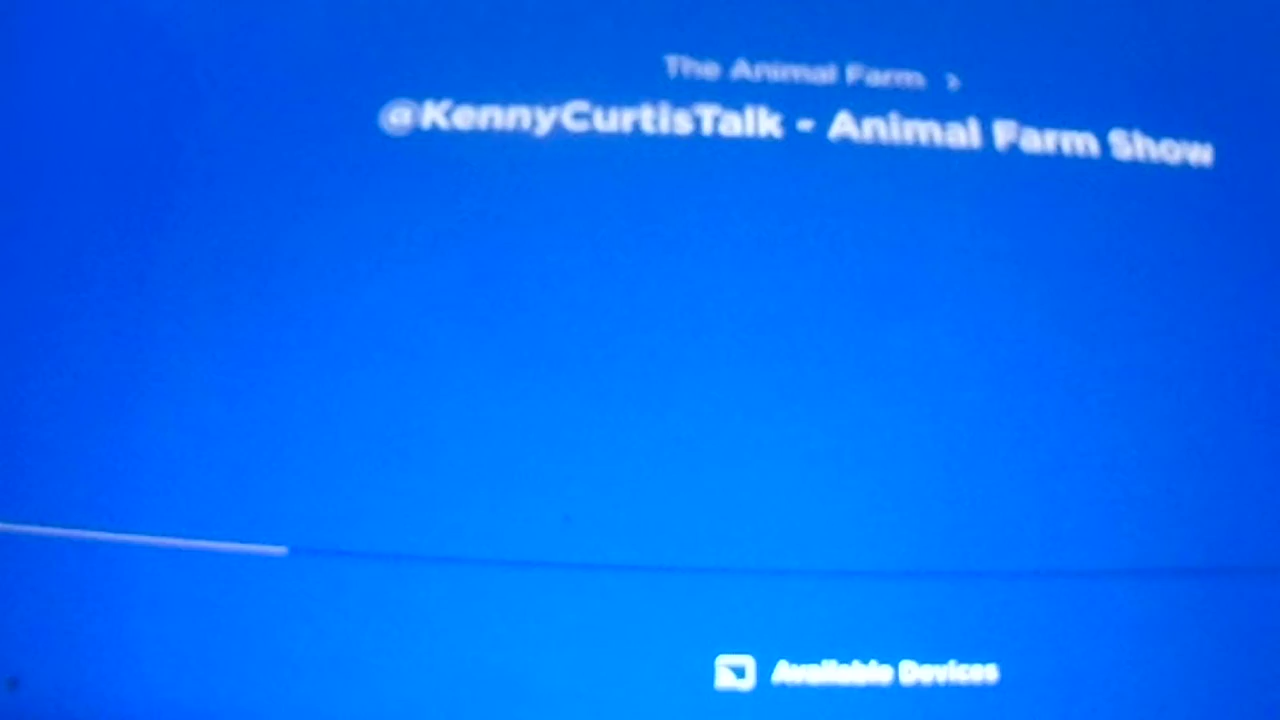 The Animal Farm >
@KennyCurtisTalk - Animal Farm Show
Available Devices